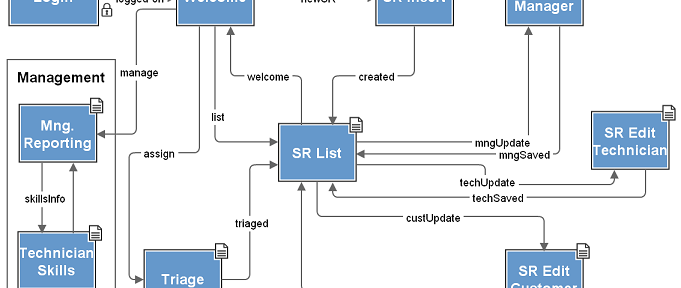 Login
logged-on
Welcome
newSR
SR Insert
Manager
Management
manage
welcome
created
list
Mng.
Reporting
SR List
mngUpdate
mngSaved
SR Edit
Technician
assign
techUpdate
techSaved
skillsInfo
triaged
custUpdate
Technician
Skills
Triage
SR Edit
Customer